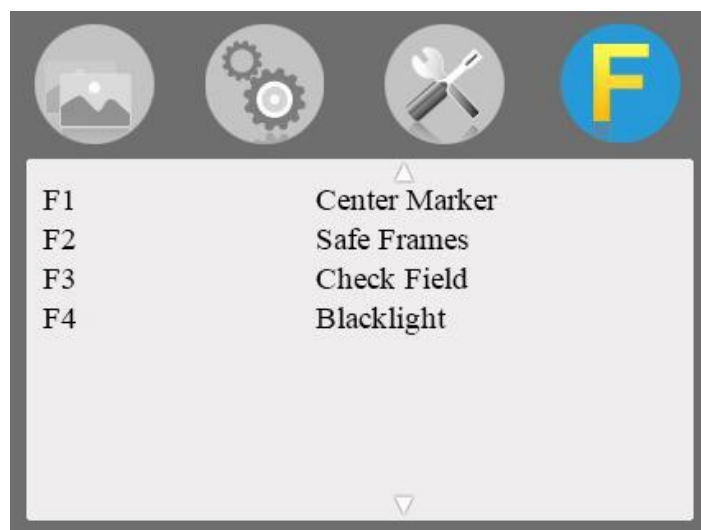 F
F1 Center Marker
F2 Safe Frames
F3 Check Field
F4 Blacklight